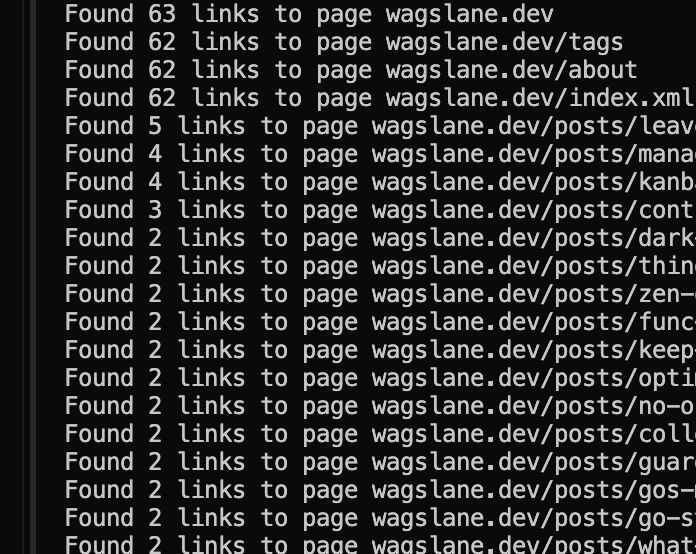 Found 63 links to page wagslane.dev
Found 62 links to page wagslane.dev/tags
Found 62 links to page wagslane.dev/about
Found 62 links to page wagslane.dev/index.xml
Found 5 links to page wagslane.dev/posts/leav
Found 4 links to page wagslane.dev/posts/mana
Found 4 links to page wagslane.dev/posts/kanb
Found 3 links to page wagslane.dev/posts/cont
Found 2 links to page wagslane.dev/posts/dark-
Found 2 links to page wagslane.dev/posts/thin
Found 2 links to page wagslane.dev/posts/zen-
Found 2 links to page wagslane.dev/posts/func
Found 2 links to page wagslane.dev/posts/keep-
Found 2 links to page wagslane.dev/posts/opti
Found 2 links to page wagslane.dev/posts/no-o
Found 2 links to page wagslane.dev/posts/coll
Found 2 links to page wagslane.dev/posts/guar
Found 2 links to page wagslane.dev/posts/gos-
Found 2 links to page wagslane.dev/posts/go-s
Found 2 links to page wagslane.dev/posts/what